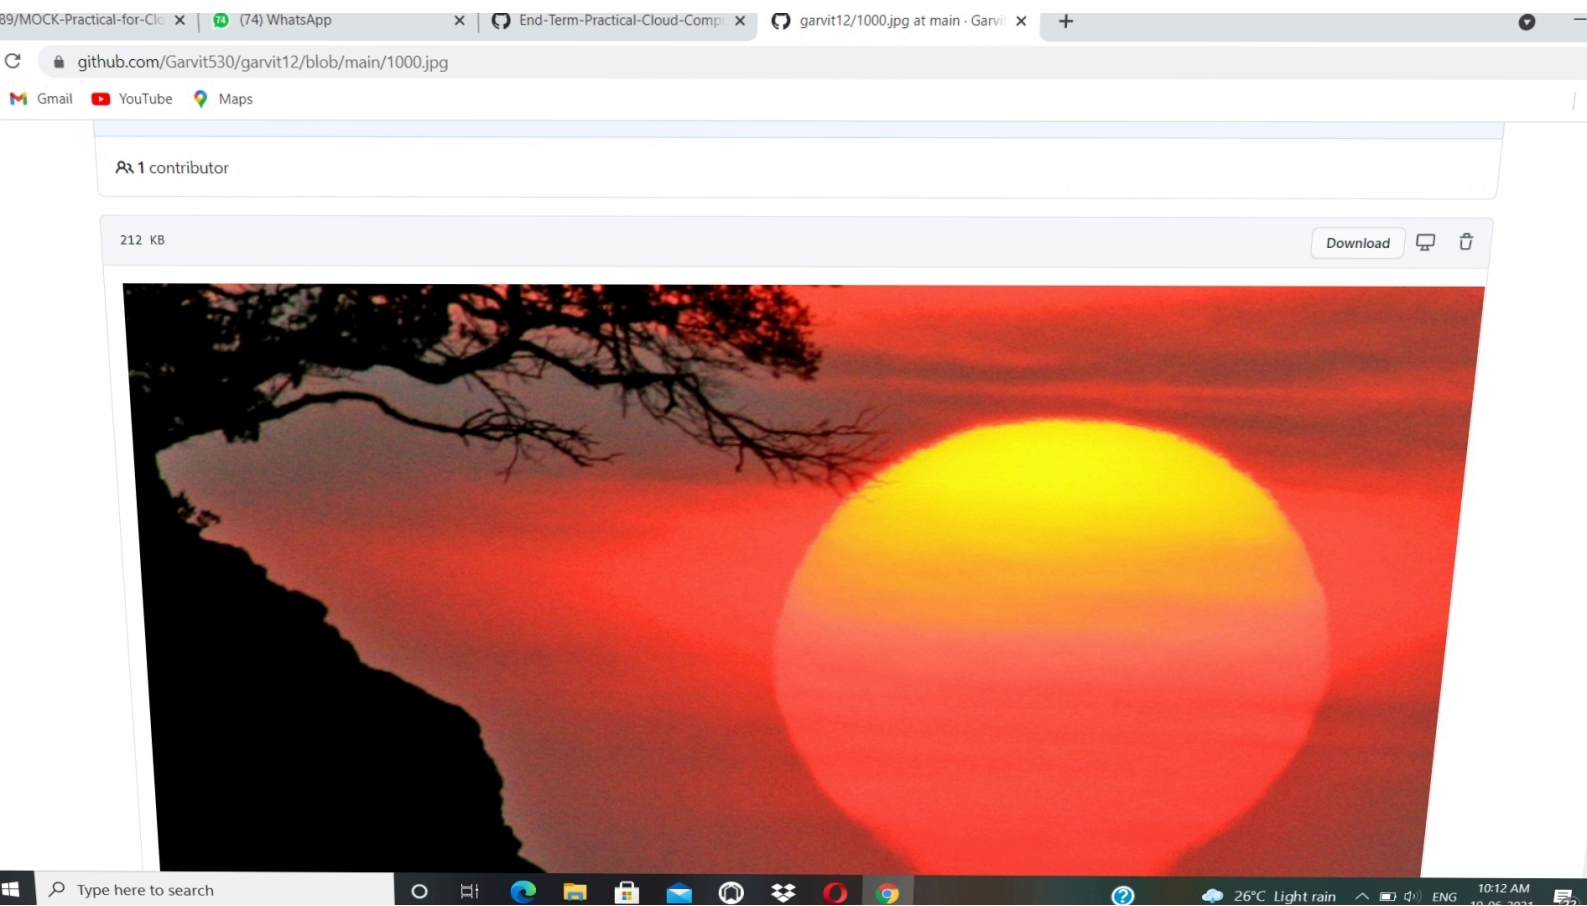 89/MOCK-Practical-for-Clo
74 (74) WhatsApp
End-Term-Practical-Cloud-Comp
garvit12/1000.jpg at main · Garvi
github.com/Garvit530/garvit12/blob/main/1000.jpg
Gmail YouTube Maps
1 contributor
212 KB
Download
Type here to search
26°C Light rain ENG 10:12 AM
22